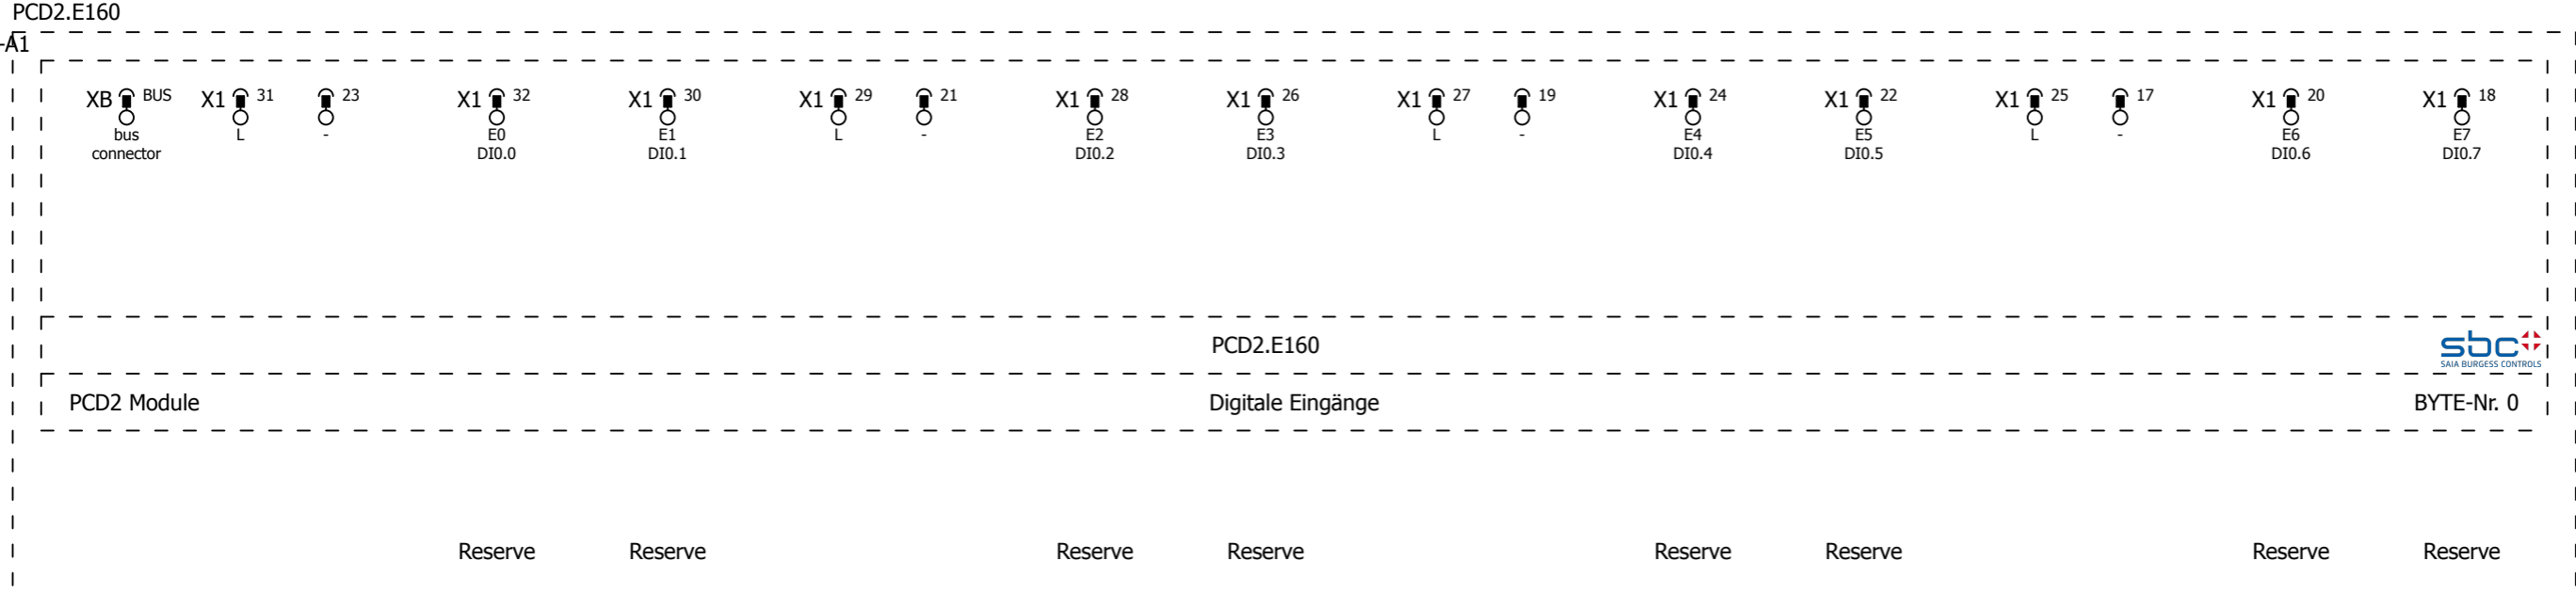 PCD2.E160
-A1
XB BUS X1 31 23 X1 32 X1 30 X1 29 21 X1 28 X1 26 X1 27 19 X1 24 X1 22 X1 25 17 X1 20 X1 18
bus L - E0 E1 L - E2 E3 L - E4 E5 L - E6 E7
connector DI0.0 DI0.1 DI0.2 DI0.3 DI0.4 DI0.5 DI0.6 DI0.7
PCD2.E160
sbc
SAIA BURGESS CONTROLS
PCD2 Module Digitale Eingänge BYTE-Nr. 0
Reserve Reserve Reserve Reserve Reserve Reserve Reserve Reserve